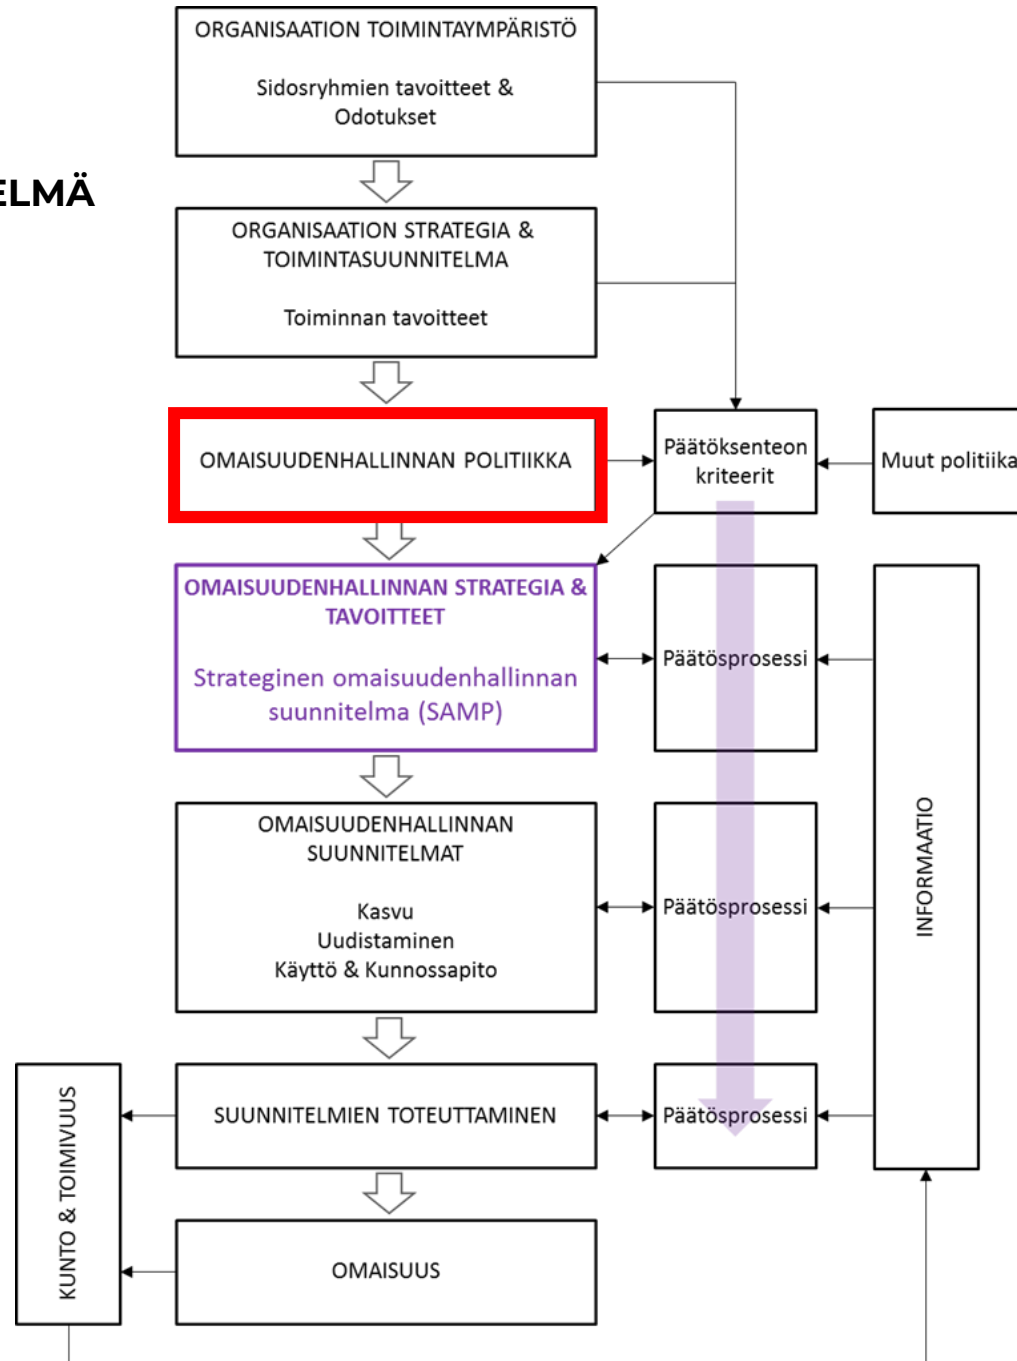 ORGANISAATION TOIMINTAYMPÄRISTÖ
Sidosryhmien tavoitteet &
Odotukset
ELMÄ
ORGANISAATION STRATEGIA &
TOIMINTASUUNNITELMA
Toiminnan tavoitteet
OMAISUUDENHALLINNAN POLITIIKKA
Päätöksenteon
kriteerit
Muut politiika
OMAISUUDENHALLINNAN STRATEGIA &
TAVOITTEET
Strateginen omaisuudenhallinnan
suunnitelma (SAMP)
Päätösprosessi
OMAISUUDENHALLINNAN
SUUNNITELMAT
Kasvu
Uudistaminen
Käyttö & Kunnossapito
Päätösprosessi
INFORMAATIO
SUUNNITELMIEN TOTEUTTAMINEN
Päätösprosessi
KUNTO & TOIMIVUUS
OMAISUUS